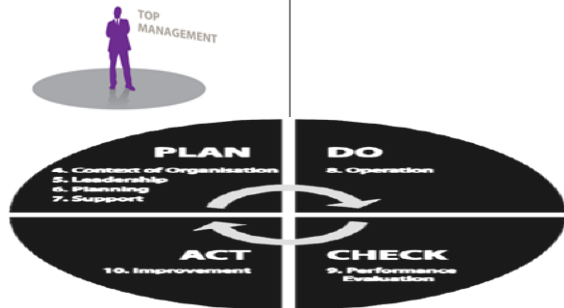 TOP
MANAGEMENT
PLAN
4. Context of Organisation
5. Leadership
6. Planning
7. Support
DO
8. Operation
ACT
10. Improvement
CHECK
9. Performance
Evaluation